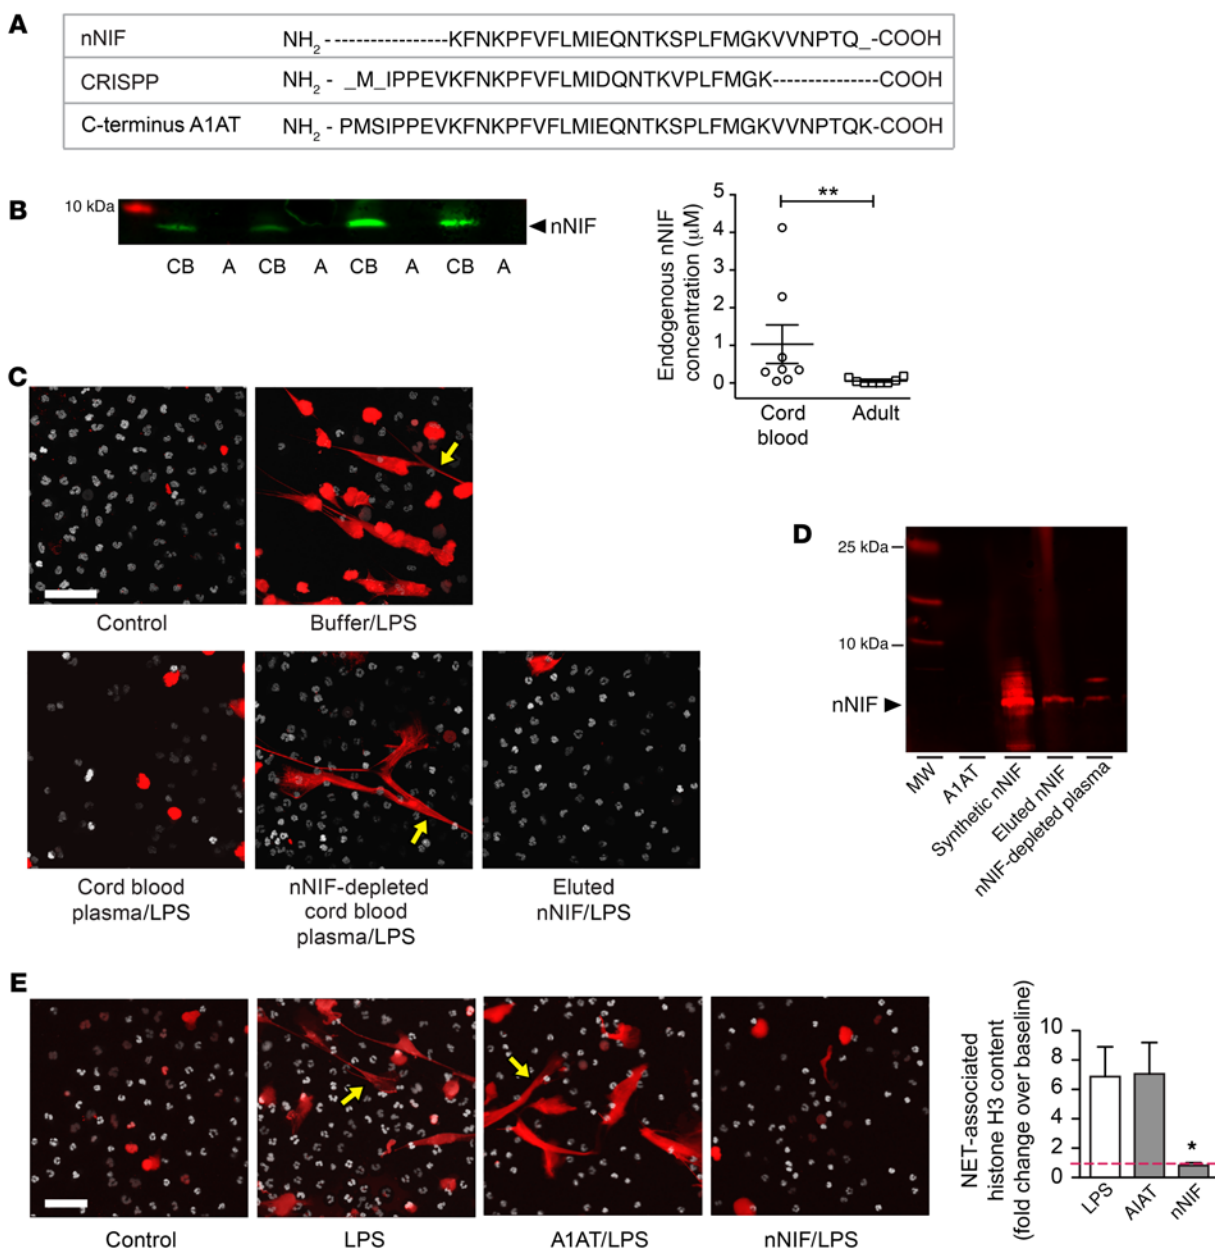 A
nNIF NH2- -----------------KFNKPFVFLMIEQNTKSPLFMGKVVNPTQ_-COOH
CRISPP NH2- _M_IPPEVKFNKPFVFLMIDQNTKVPLFMGK--------------COOH
C-terminus A1AT NH2- PMSIPPEVKFNKPFVFLMIEQNTKSPLFMGKVVNPTQK-COOH
B
10 kDa
nNIF
CB A CB A CB A CB A
Endogenous nNIF
concentration (μM)
5
4
3
2
1
0
**
Cord
blood
Adult
C
Control
Buffer/LPS
Cord blood
plasma/LPS
nNIF-depleted
cord blood
plasma/LPS
Eluted
nNIF/LPS
D
25 kDa
10 kDa
nNIF
MW
A1AT
Synthetic nNIF
Eluted nNIF
nNIF-depleted plasma
E
Control
LPS
A1AT/LPS
nNIF/LPS
NET-associated
histone H3 content
(fold change over baseline)
10
8
6
4
2
0
*
LPS
AIAT
nNIF